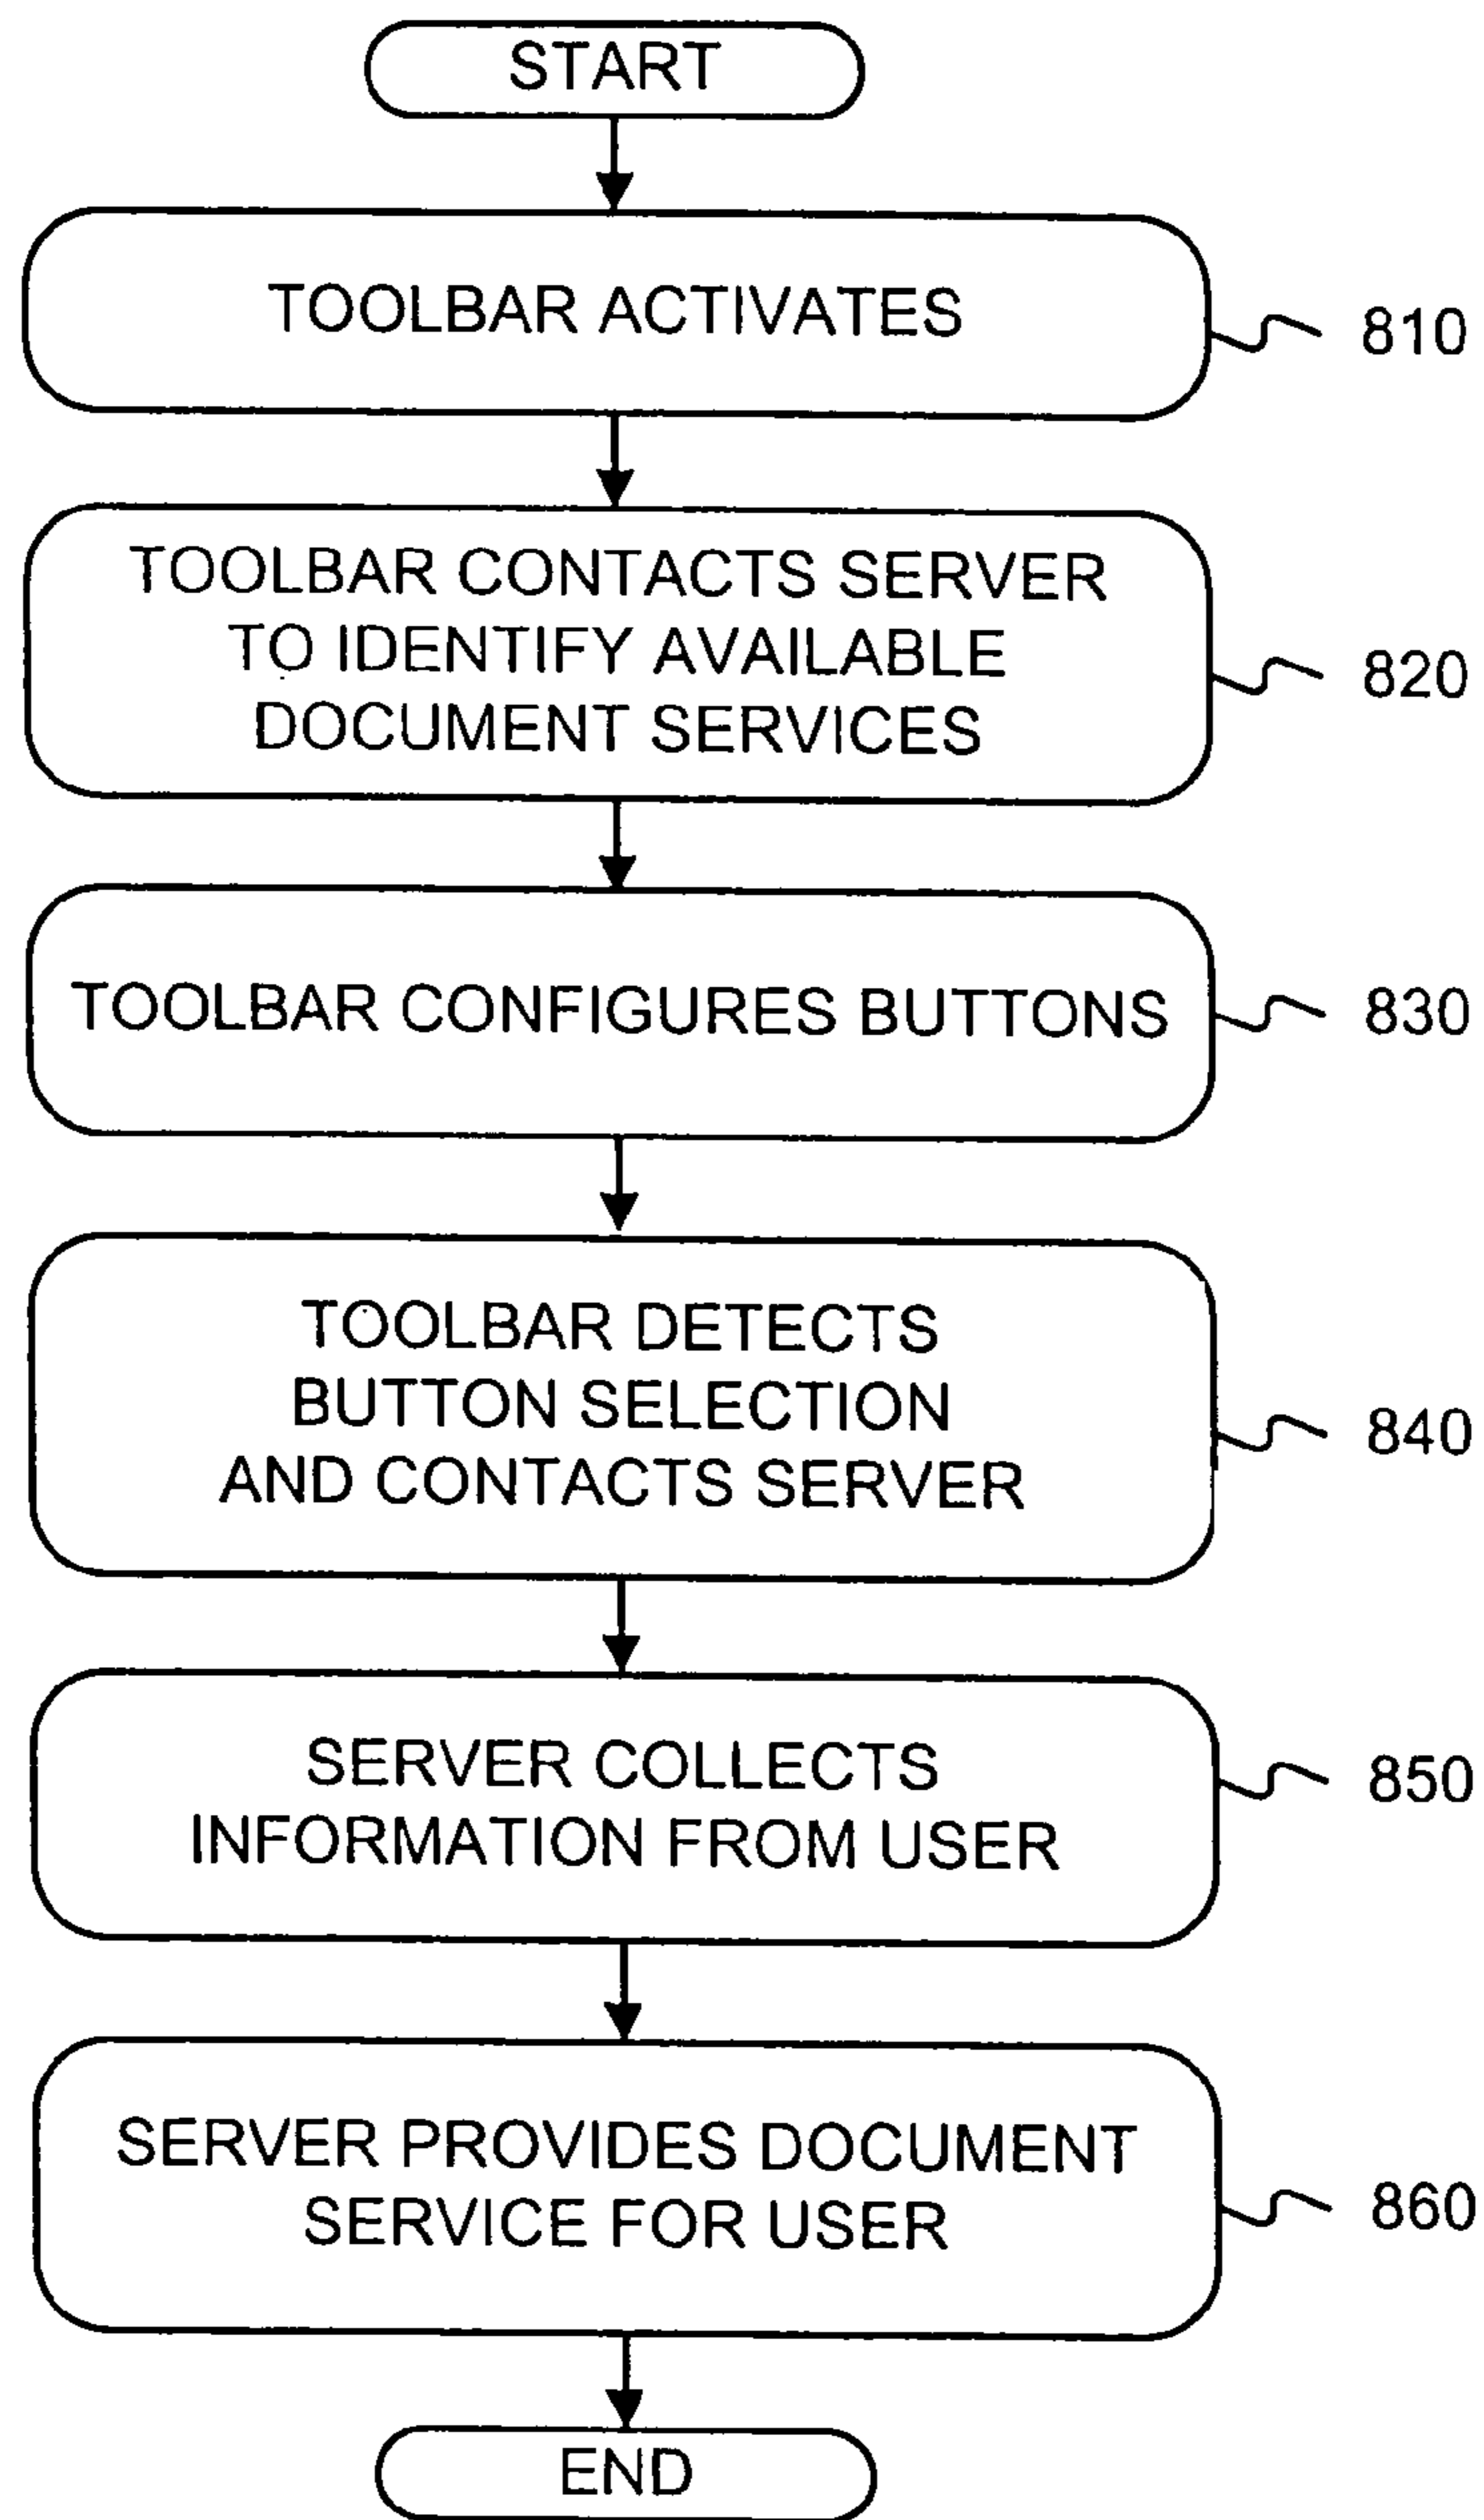 START
TOOLBAR ACTIVATES
810
TOOLBAR CONTACTS SERVER
TO IDENTIFY AVAILABLE
DOCUMENT SERVICES
820
TOOLBAR CONFIGURES BUTTONS
830
TOOLBAR DETECTS
BUTTON SELECTION
AND CONTACTS SERVER
840
SERVER COLLECTS
INFORMATION FROM USER
850
SERVER PROVIDES DOCUMENT
SERVICE FOR USER
860
END